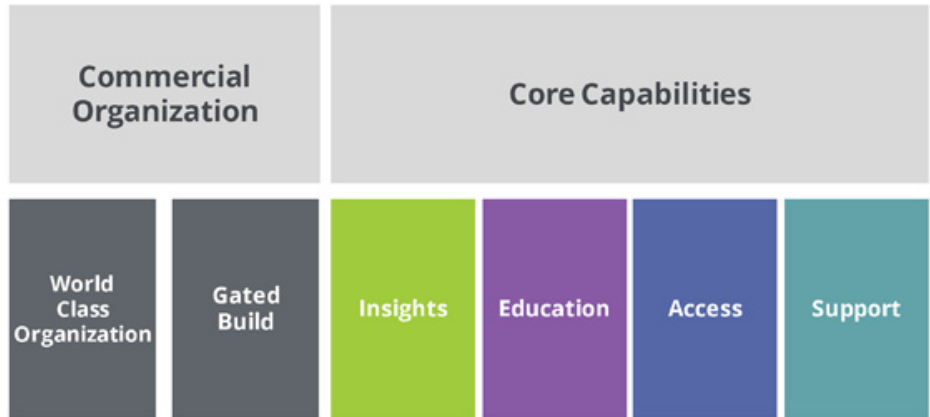 Commercial
Organization
Core Capabilities
World
Class
Organization
Gated
Build
Insights
Education
Access
Support